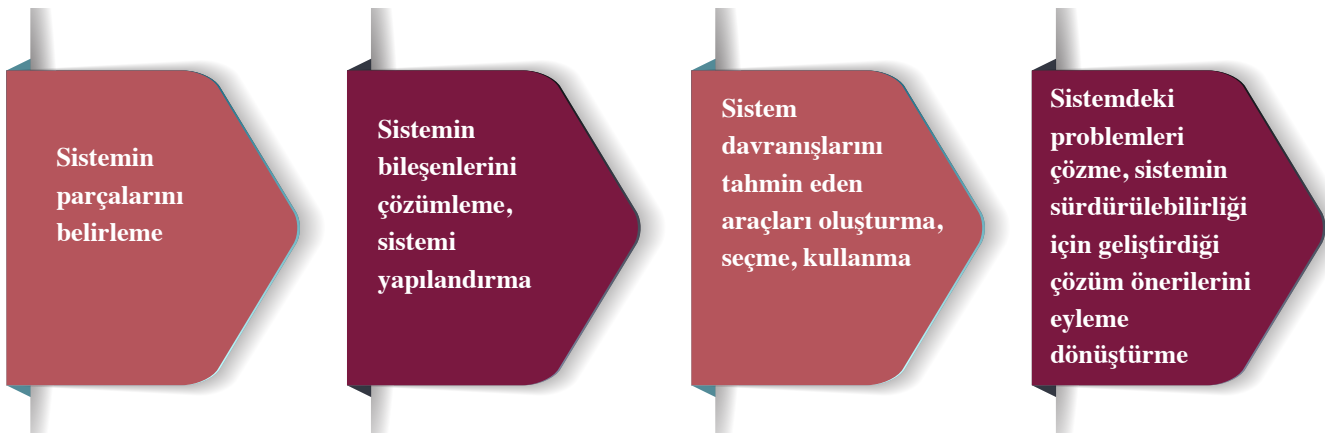 Sistemin
parçalarını
belirleme
Sistemin
bileşenlerini
çözümleme,
sistemi
yapılandırma
Sistem
davranışlarını
tahmin eden
araçları oluşturma,
seçme, kullanma
Sistemdeki
problemleri
çözme, sistemin
sürdürülebilirliği
için geliştirdiği
çözüm önerilerini
eyleme
dönüştürme